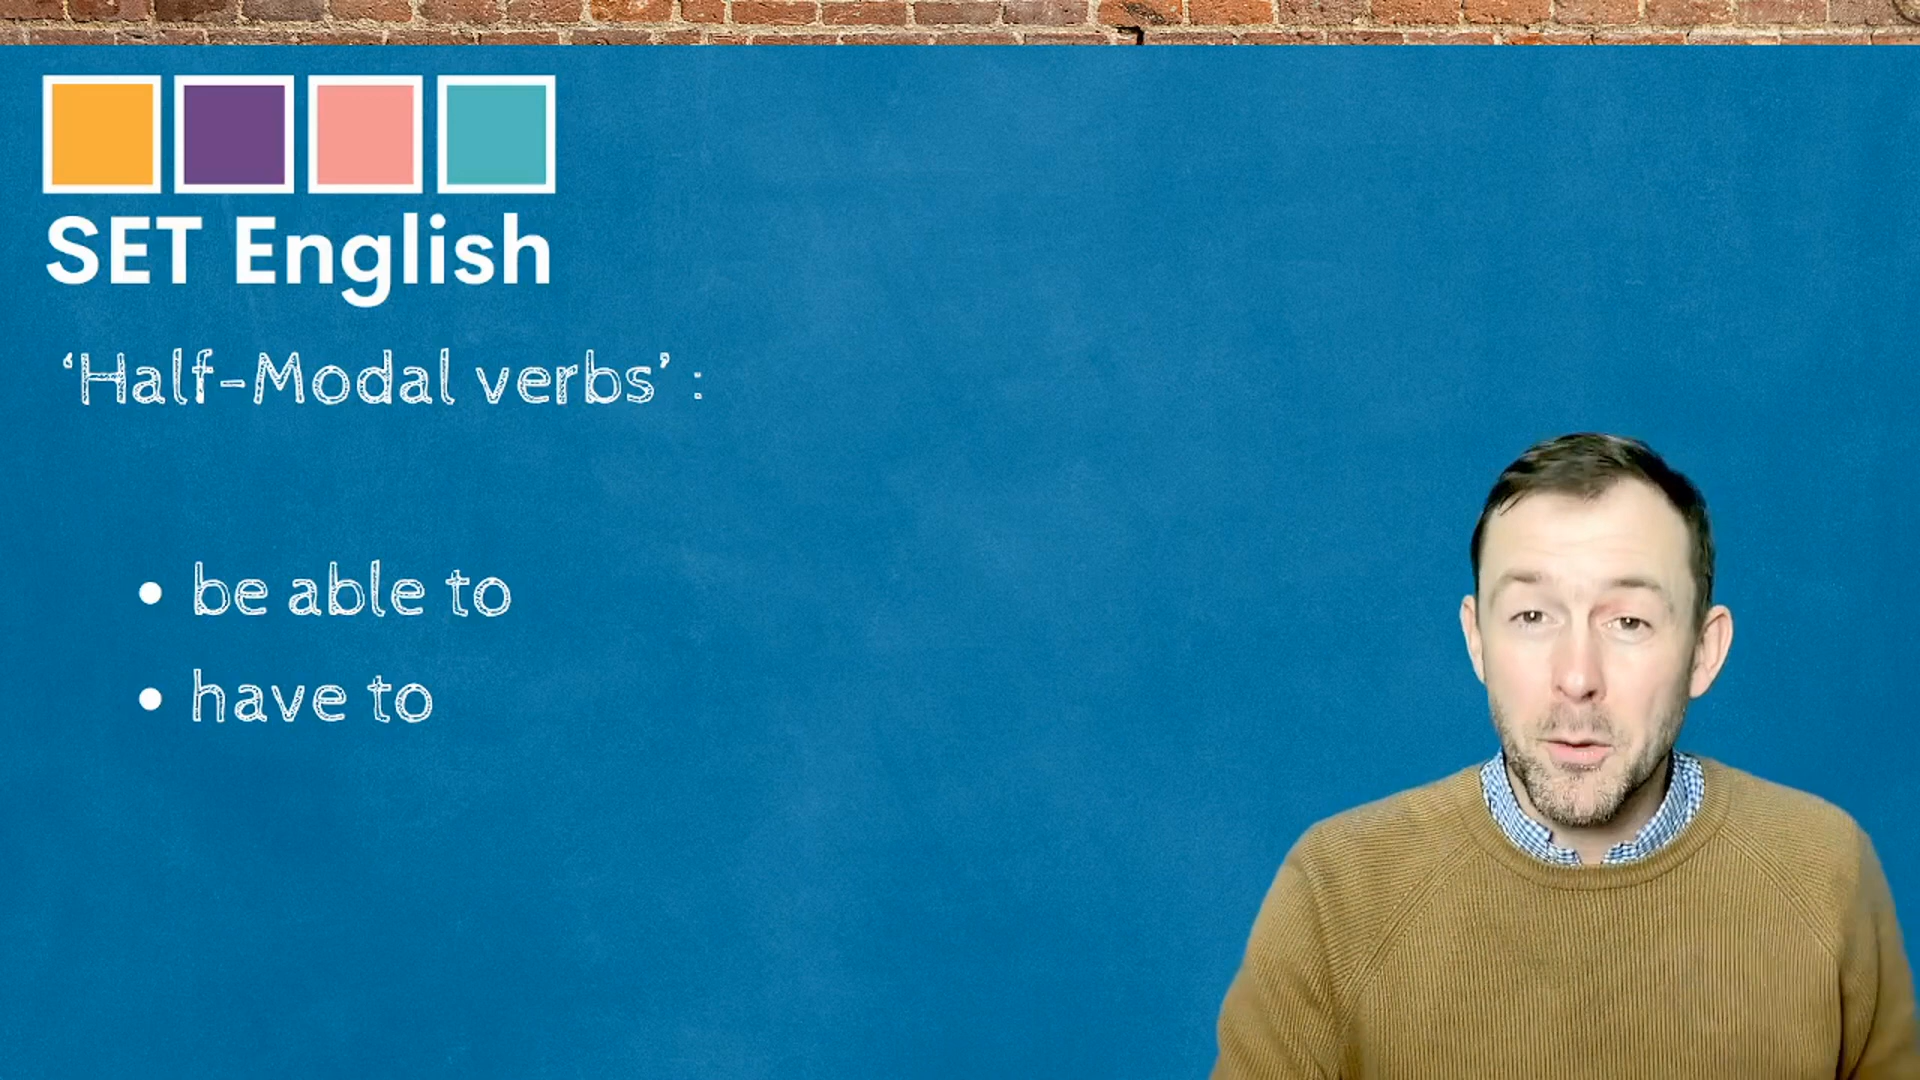 SET English
‘Half-Modal verbs’ :
• be able to
• have to